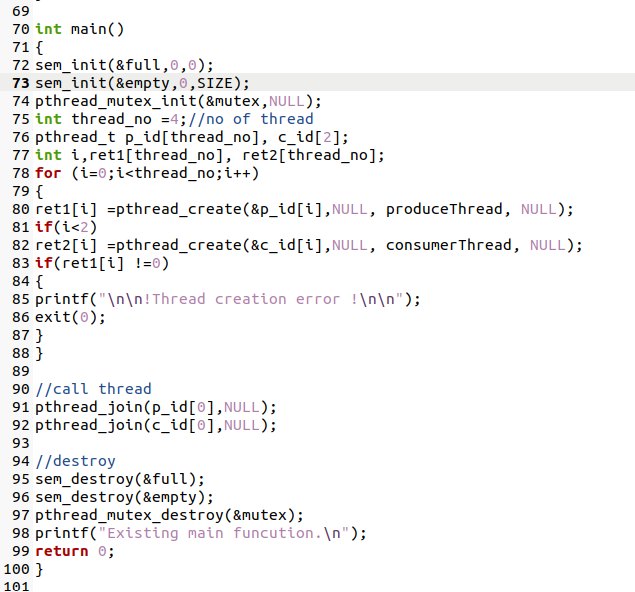 69
70 int main()
71 {
72 sem_init(&full,0,0);
73 sem_init(&empty,0,SIZE);
74 pthread_mutex_init(&mutex,NULL);
75 int thread_no =4;//no of thread
76 pthread_t p_id[thread_no], c_id[2];
77 int i,ret1[thread_no], ret2[thread_no];
78 for (i=0;i<thread_no;i++)
79 {
80 ret1[i] =pthread_create(&p_id[i],NULL, produceThread, NULL);
81 if(i<2)
82 ret2[i] =pthread_create(&c_id[i],NULL, consumerThread, NULL);
83 if(ret1[i] !=0)
84 {
85 printf("\n\n!Thread creation error !\n\n");
86 exit(0);
87 }
88 }
89
90 //call thread
91 pthread_join(p_id[0],NULL);
92 pthread_join(c_id[0],NULL);
93
94 //destroy
95 sem_destroy(&full);
96 sem_destroy(&empty);
97 pthread_mutex_destroy(&mutex);
98 printf("Existing main funcution.\n");
99 return 0;
100 }
101